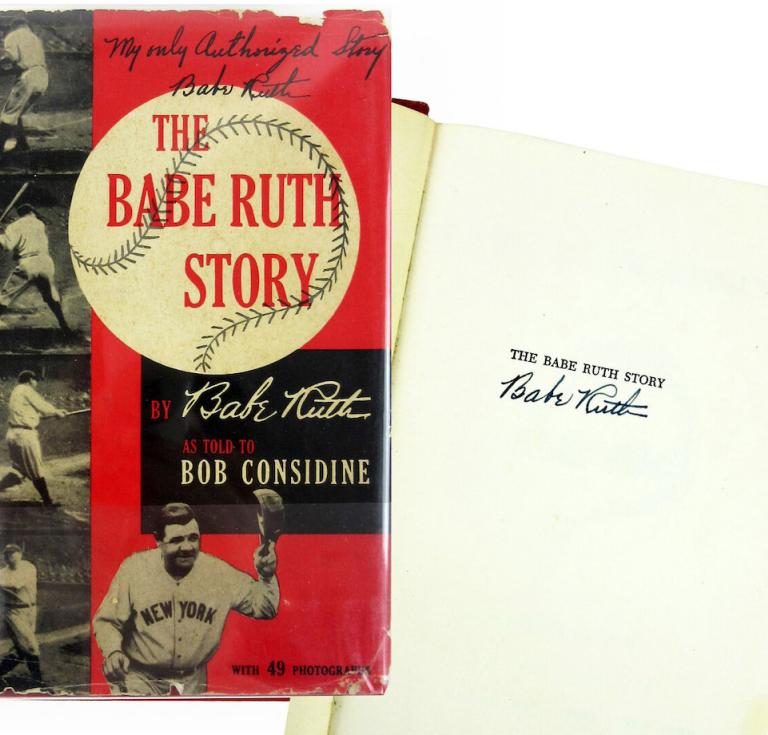 My only Authorized Story
Babe Ruth
THE
BABE RUTH
STORY
BY Babe Ruth
AS TOLD TO
BOB CONSIDINE
NEW YORK
WITH 49 PHOTOGRAPHS
THE BABE RUTH STORY
Babe Ruth